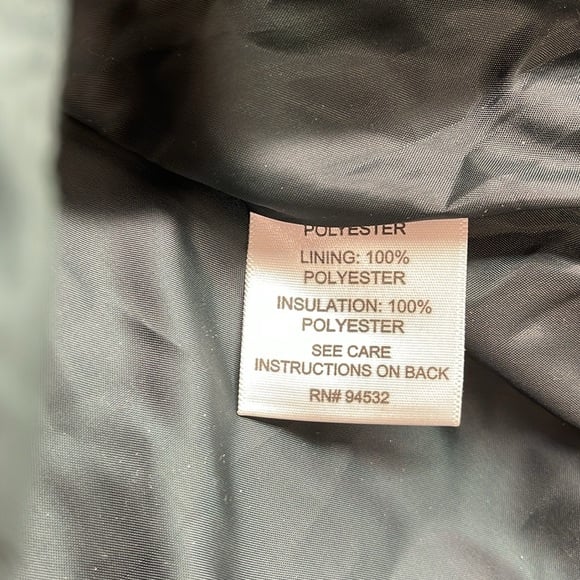 POLYESTER
LINING: 100%
POLYESTER
INSULATION: 100%
POLYESTER
SEE CARE
INSTRUCTIONS ON BACK
RN# 94532